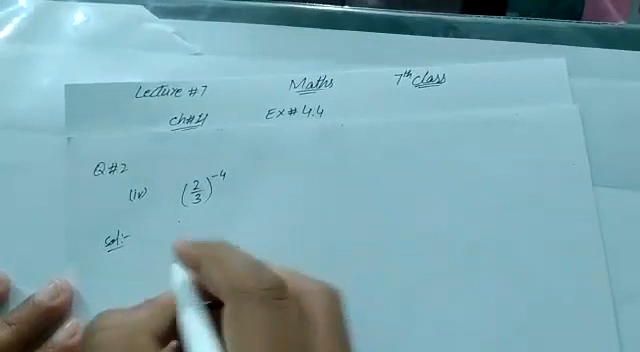 Lecture #7 Maths 7th class
Ch#4 Ex# 4.4
Q#2
(iv) (2/3)^-4
Sol:-